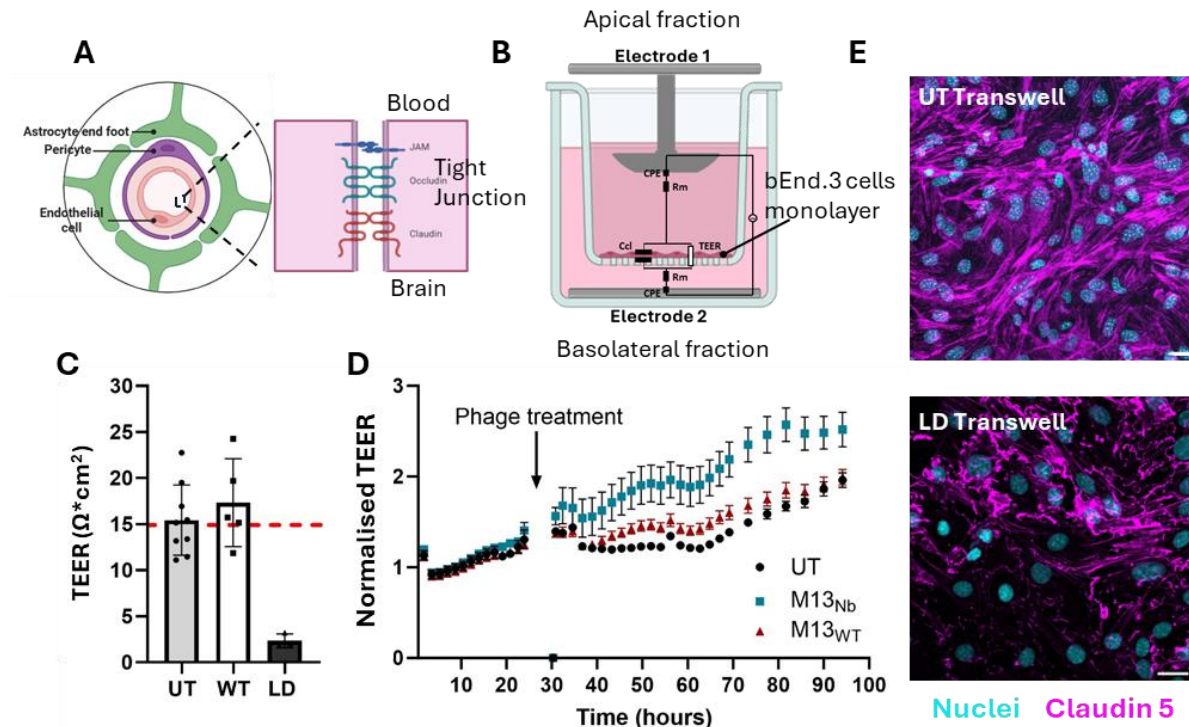 A
Astrocyte end foot
Pericyte
Endothelial
cell
L
Blood
JAM
Occludin
Tight
Junction
Claudin
Brain
B
Apical fraction
Electrode 1
CPE
Rm
bEnd.3 cells
monolayer
Ccl
TEER
Rm
CPE
Electrode 2
Basolateral fraction
C
TEER (Ω*cm²)
30
25
20
15
10
5
0
UT WT LD
D
Normalised TEER
3
2
1
0
Phage treatment
UT
M13Nb
M13WT
10 20 30 40 50 60 70 80 90 100
Time (hours)
E
UT Transwell
LD Transwell
Nuclei Claudin 5